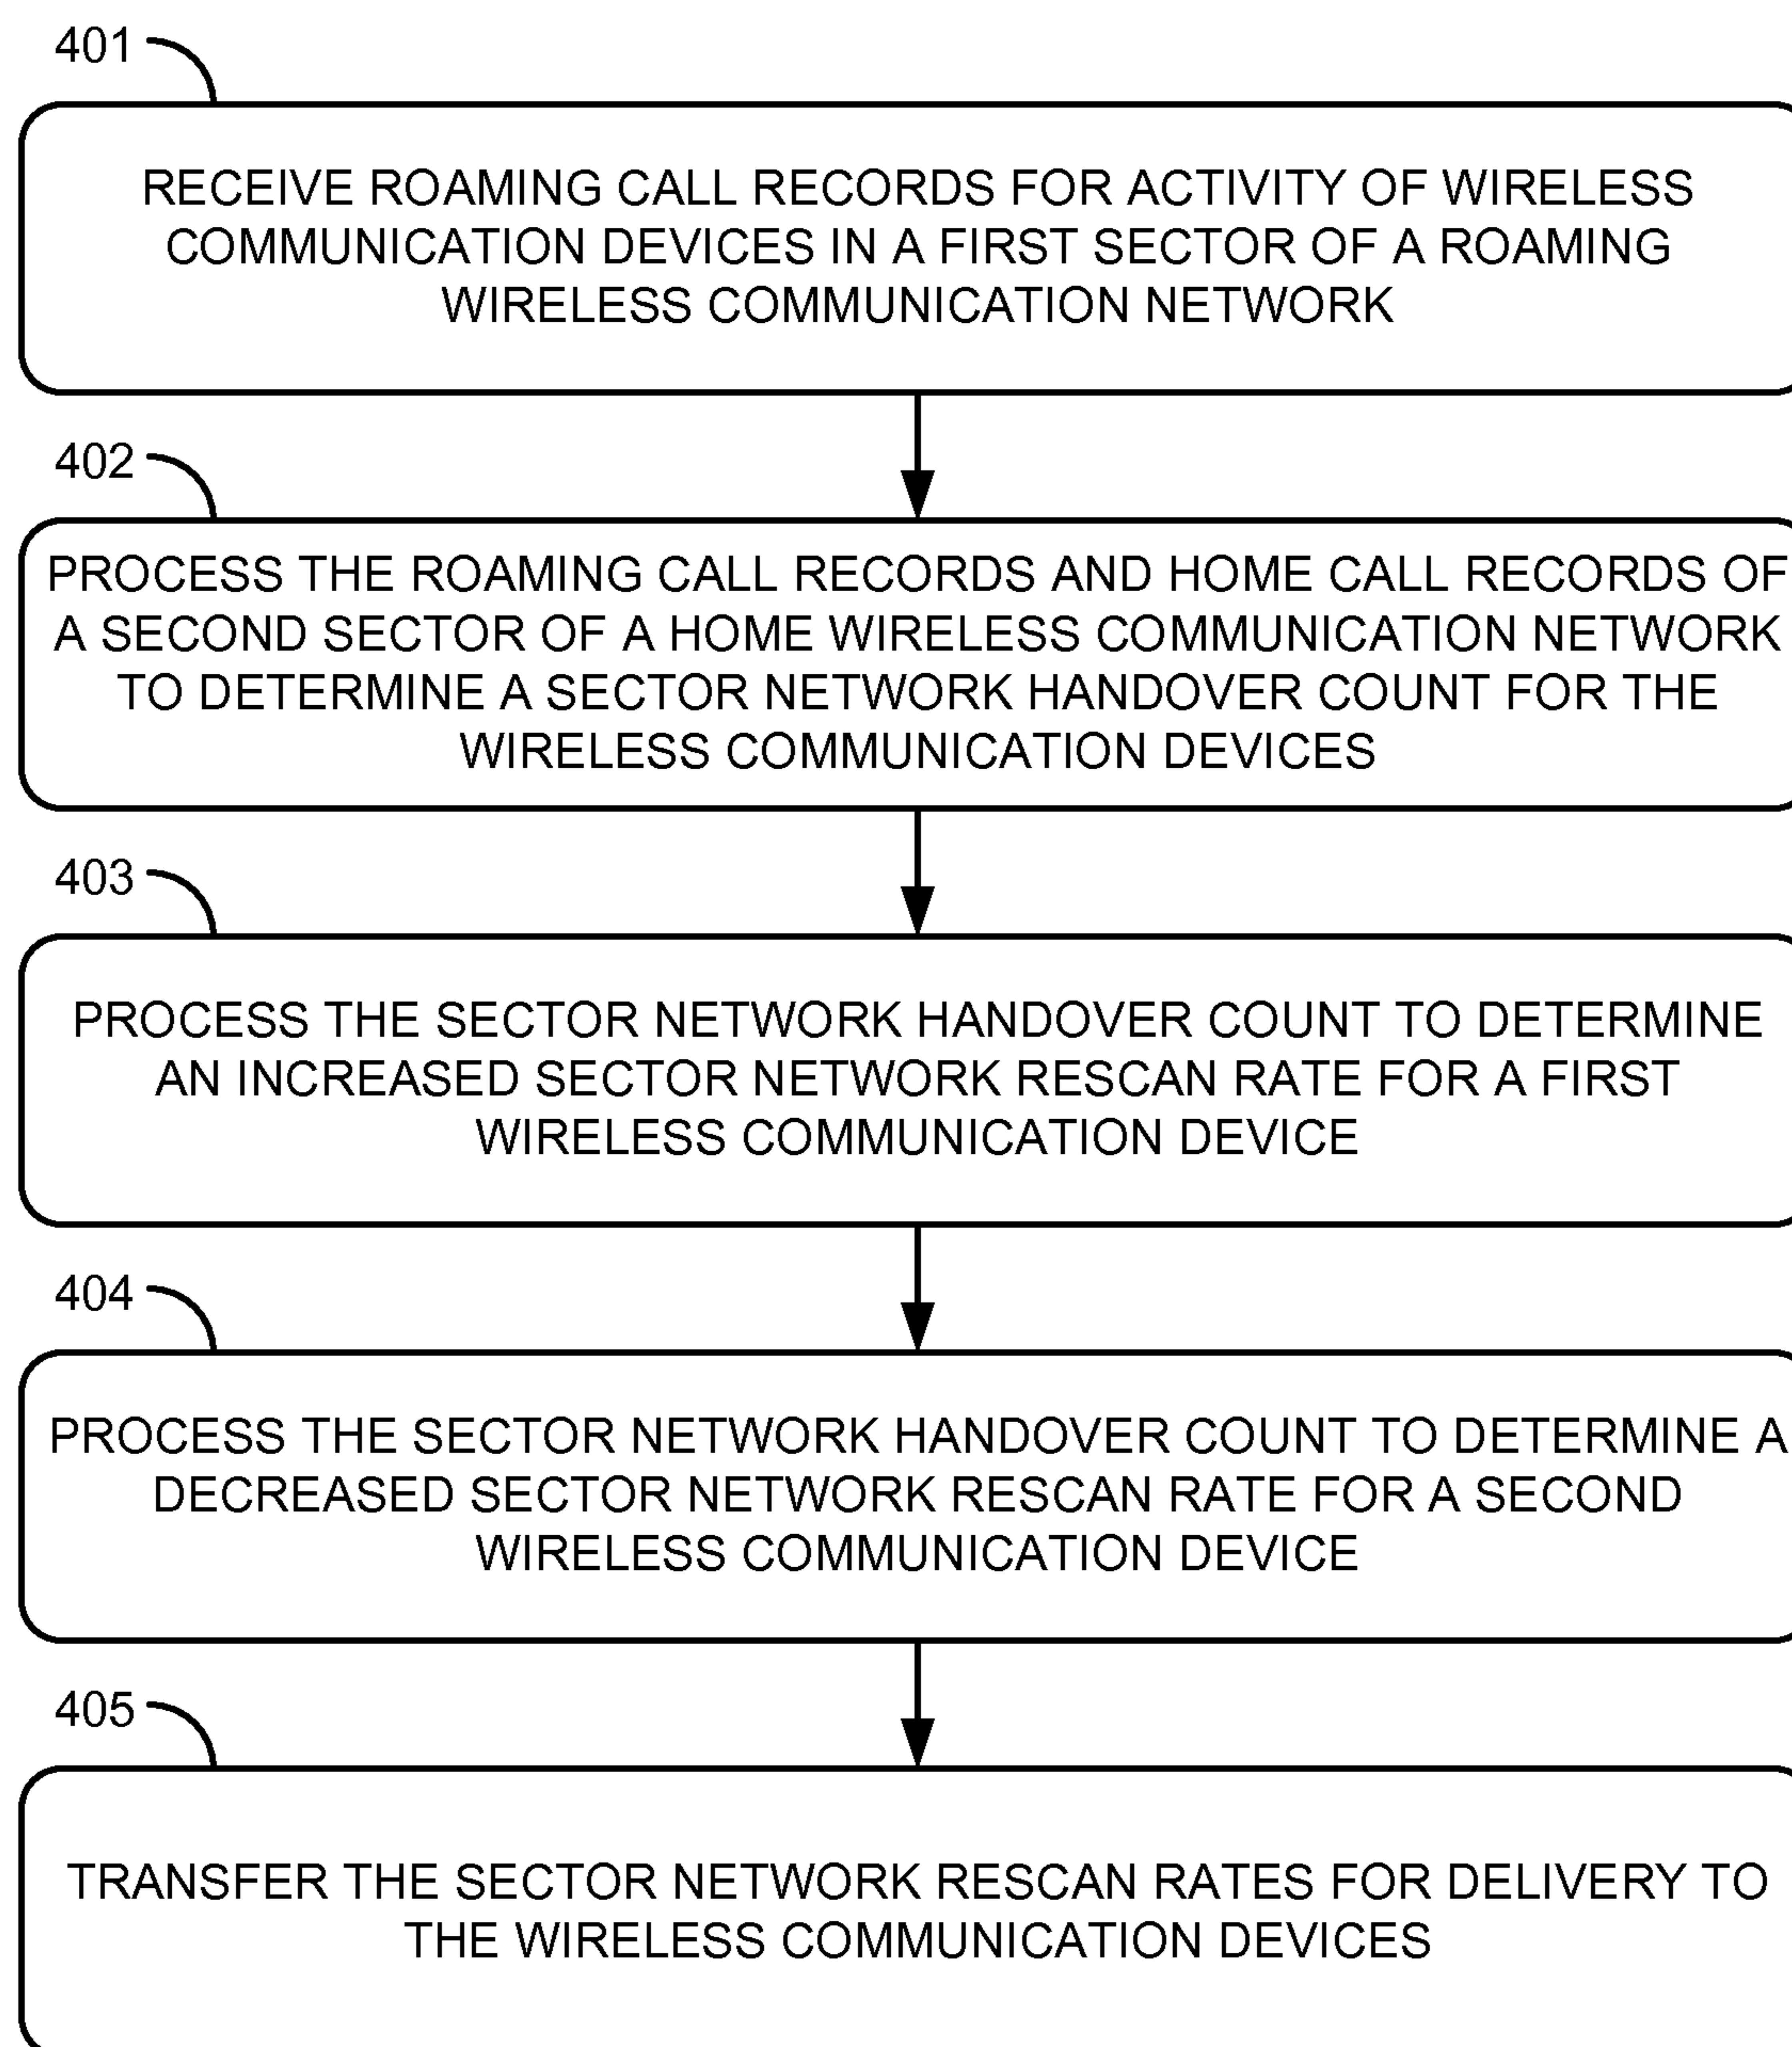 401
RECEIVE ROAMING CALL RECORDS FOR ACTIVITY OF WIRELESS
COMMUNICATION DEVICES IN A FIRST SECTOR OF A ROAMING
WIRELESS COMMUNICATION NETWORK
402
PROCESS THE ROAMING CALL RECORDS AND HOME CALL RECORDS OF
A SECOND SECTOR OF A HOME WIRELESS COMMUNICATION NETWORK
TO DETERMINE A SECTOR NETWORK HANDOVER COUNT FOR THE
WIRELESS COMMUNICATION DEVICES
403
PROCESS THE SECTOR NETWORK HANDOVER COUNT TO DETERMINE
AN INCREASED SECTOR NETWORK RESCAN RATE FOR A FIRST
WIRELESS COMMUNICATION DEVICE
404
PROCESS THE SECTOR NETWORK HANDOVER COUNT TO DETERMINE A
DECREASED SECTOR NETWORK RESCAN RATE FOR A SECOND
WIRELESS COMMUNICATION DEVICE
405
TRANSFER THE SECTOR NETWORK RESCAN RATES FOR DELIVERY TO
THE WIRELESS COMMUNICATION DEVICES